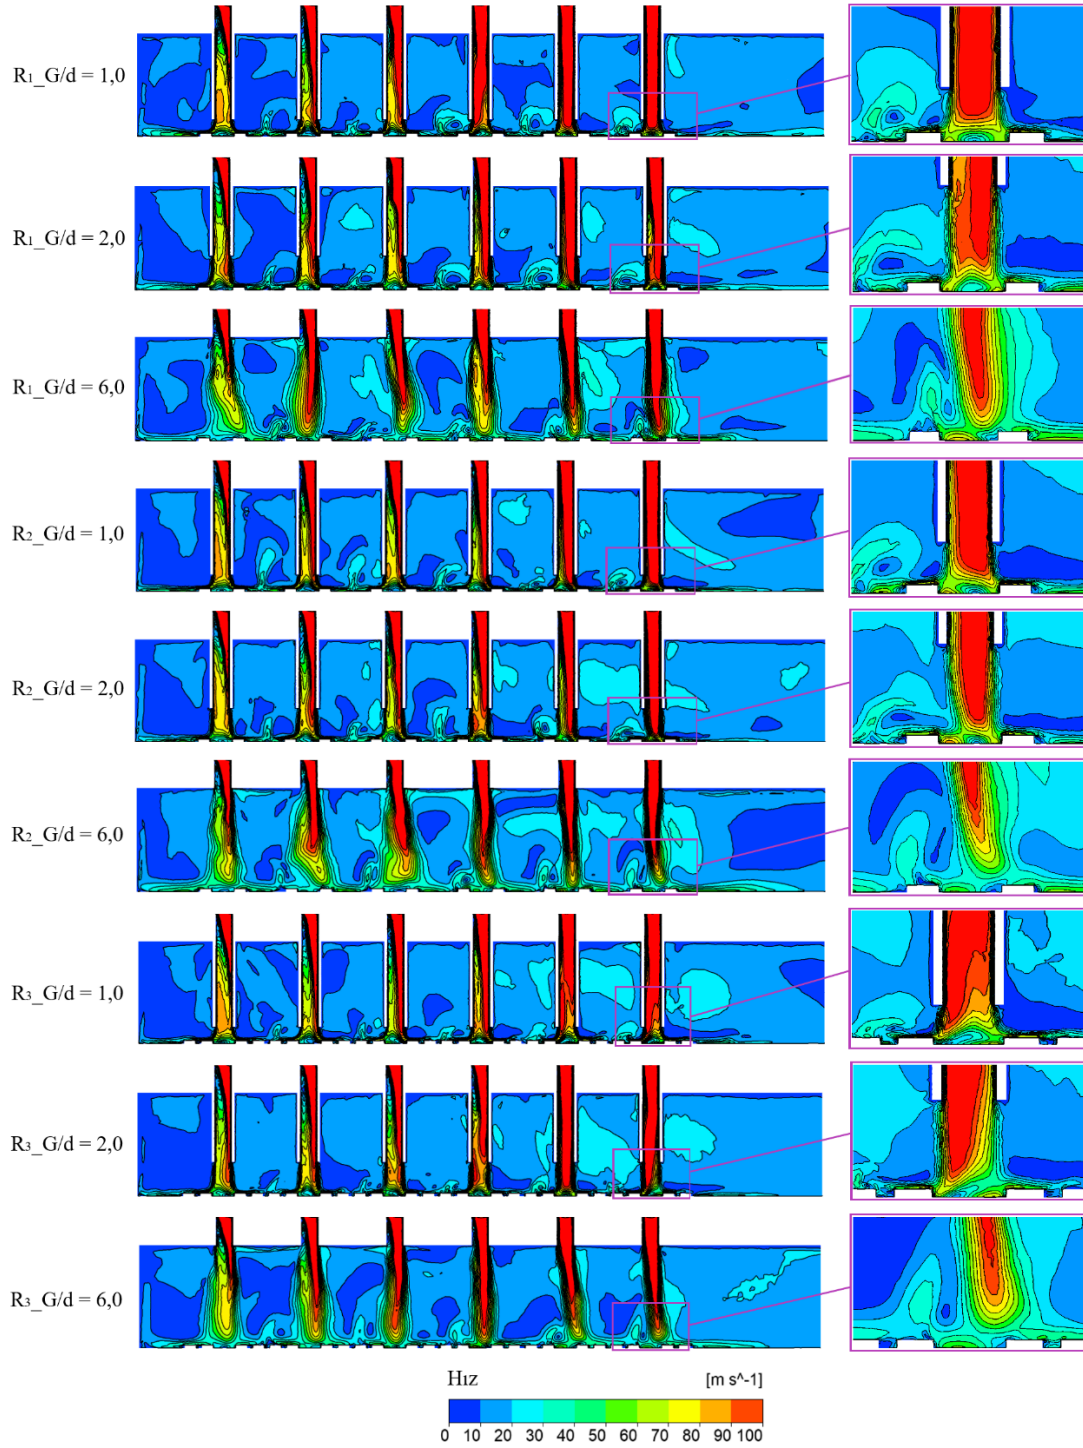 R₁_G/d = 1,0
R₁_G/d = 2,0
R₁_G/d = 6,0
R₂_G/d = 1,0
R₂_G/d = 2,0
R₂_G/d = 6,0
R₃_G/d = 1,0
R₃_G/d = 2,0
R₃_G/d = 6,0
Hız [m s^-1]
0 10 20 30 40 50 60 70 80 90 100